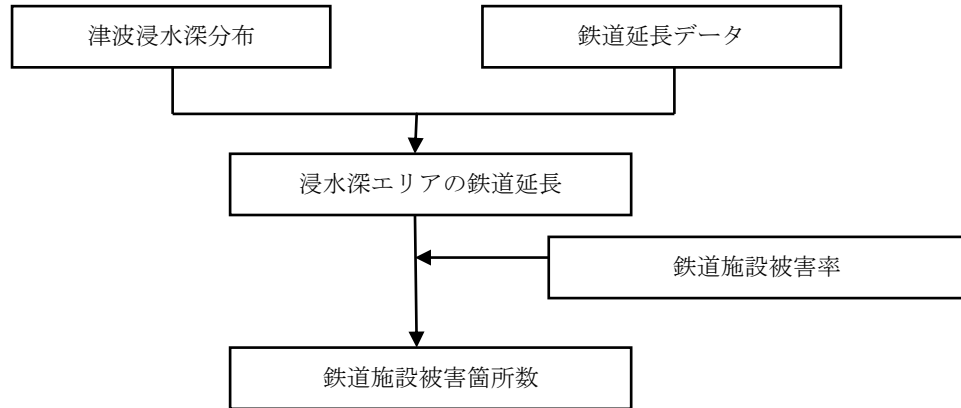 津波浸水深分布
鉄道延長データ
浸水深エリアの鉄道延長
鉄道施設被害率
鉄道施設被害箇所数